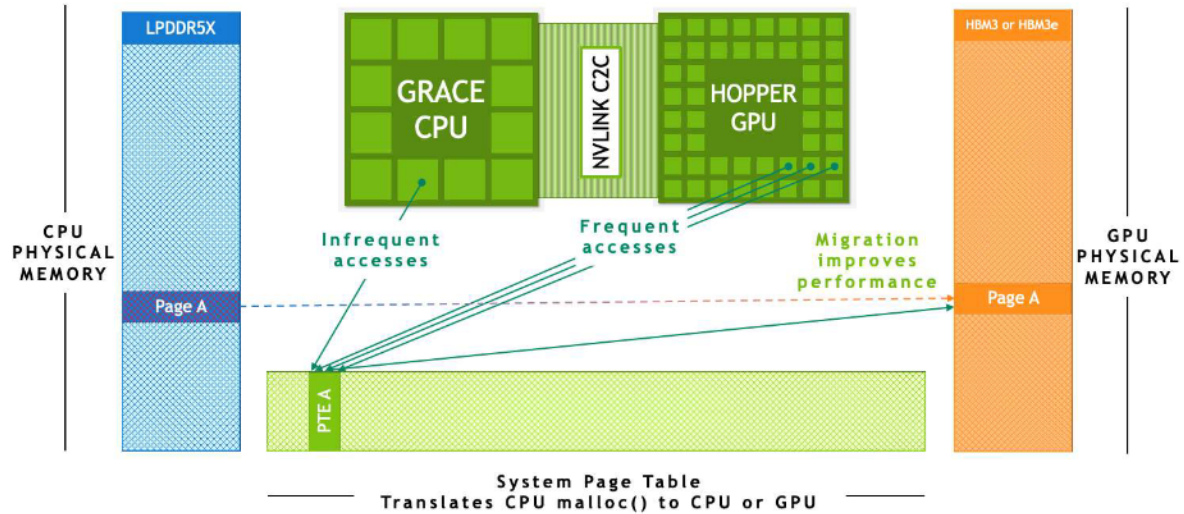 LPDDR5X
HBM3 or HBM3e
GRACE
CPU
NVLINK C2C
HOPPER
GPU
CPU
PHYSICAL
MEMORY
Infrequent
accesses
Frequent
accesses
Migration
improves
performance
GPU
PHYSICAL
MEMORY
Page A
Page A
PTE A
System Page Table
Translates CPU malloc() to CPU or GPU